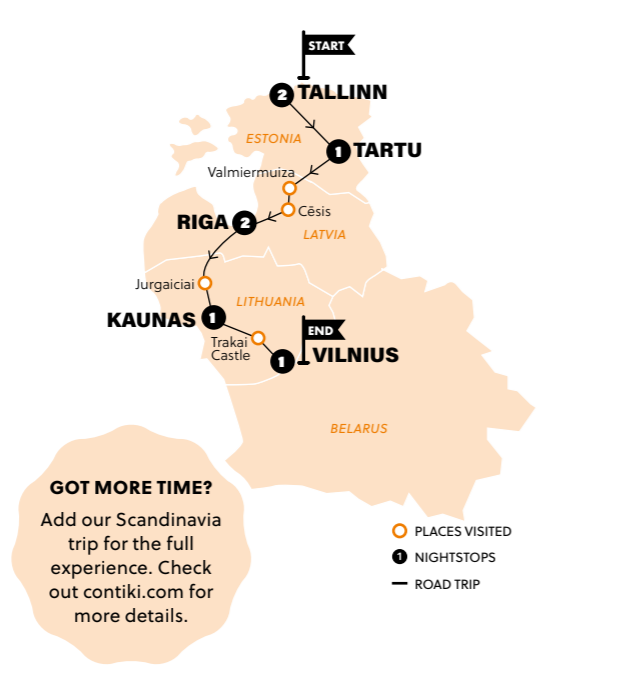 START
2 TALLINN
ESTONIA
1 TARTU
Valmiermuiza
Cēsis
RIGA 2
LATVIA
Jurgaiciai
LITHUANIA
KAUNAS 1
END
Trakai
Castle
1 VILNIUS
BELARUS
GOT MORE TIME?
Add our Scandinavia
trip for the full
experience. Check
out contiki.com for
more details.
PLACES VISITED
1 NIGHTSTOPS
ROAD TRIP